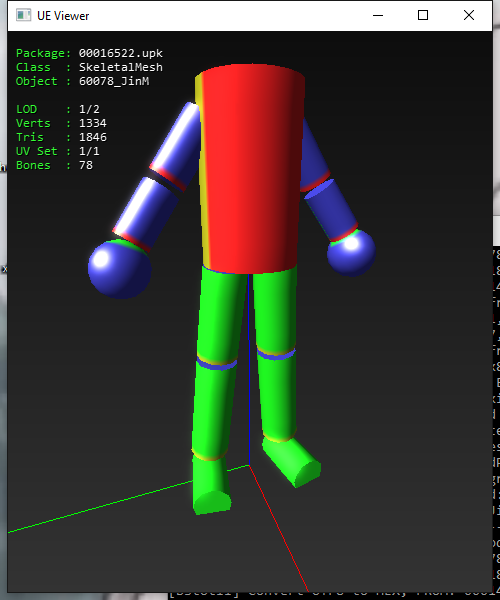 UE Viewer
Package: 00016522.upk
Class  : SkeletalMesh
Object : 60078_JinM
LOD    : 1/2
Verts  : 1334
Tris   : 1846
UV Set : 1/1
Bones  : 78